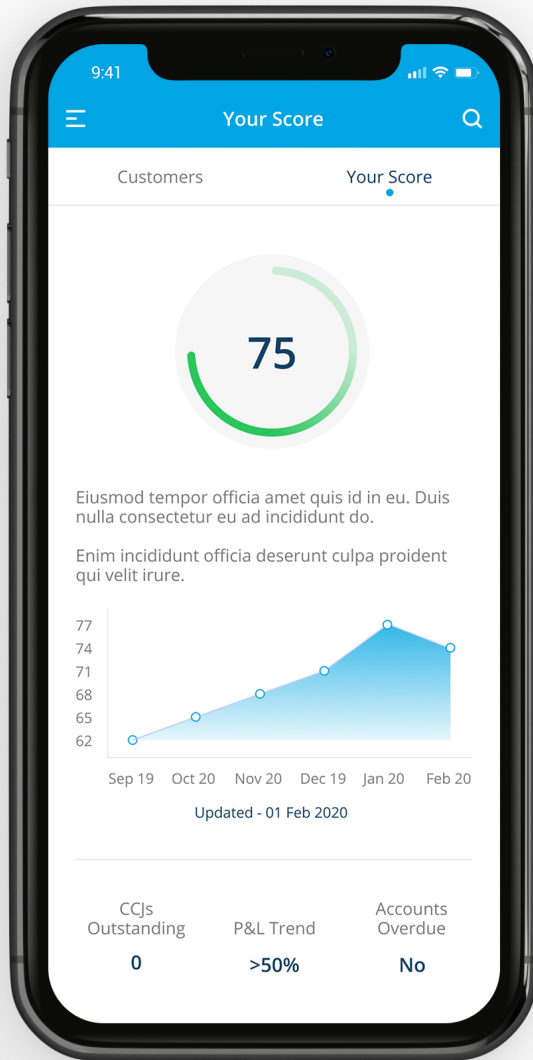 9:41
Your Score
Customers
Your Score
75
Eiusmod tempor officia amet quis id in eu. Duis
nulla consectetur eu ad incididunt do.
Enim incididunt officia deserunt culpa proident
qui velit irure.
77
74
71
68
65
62
Sep 19 Oct 20 Nov 20 Dec 19 Jan 20 Feb 20
Updated - 01 Feb 2020
CCJs
Outstanding
0
P&L Trend
>50%
Accounts
Overdue
No